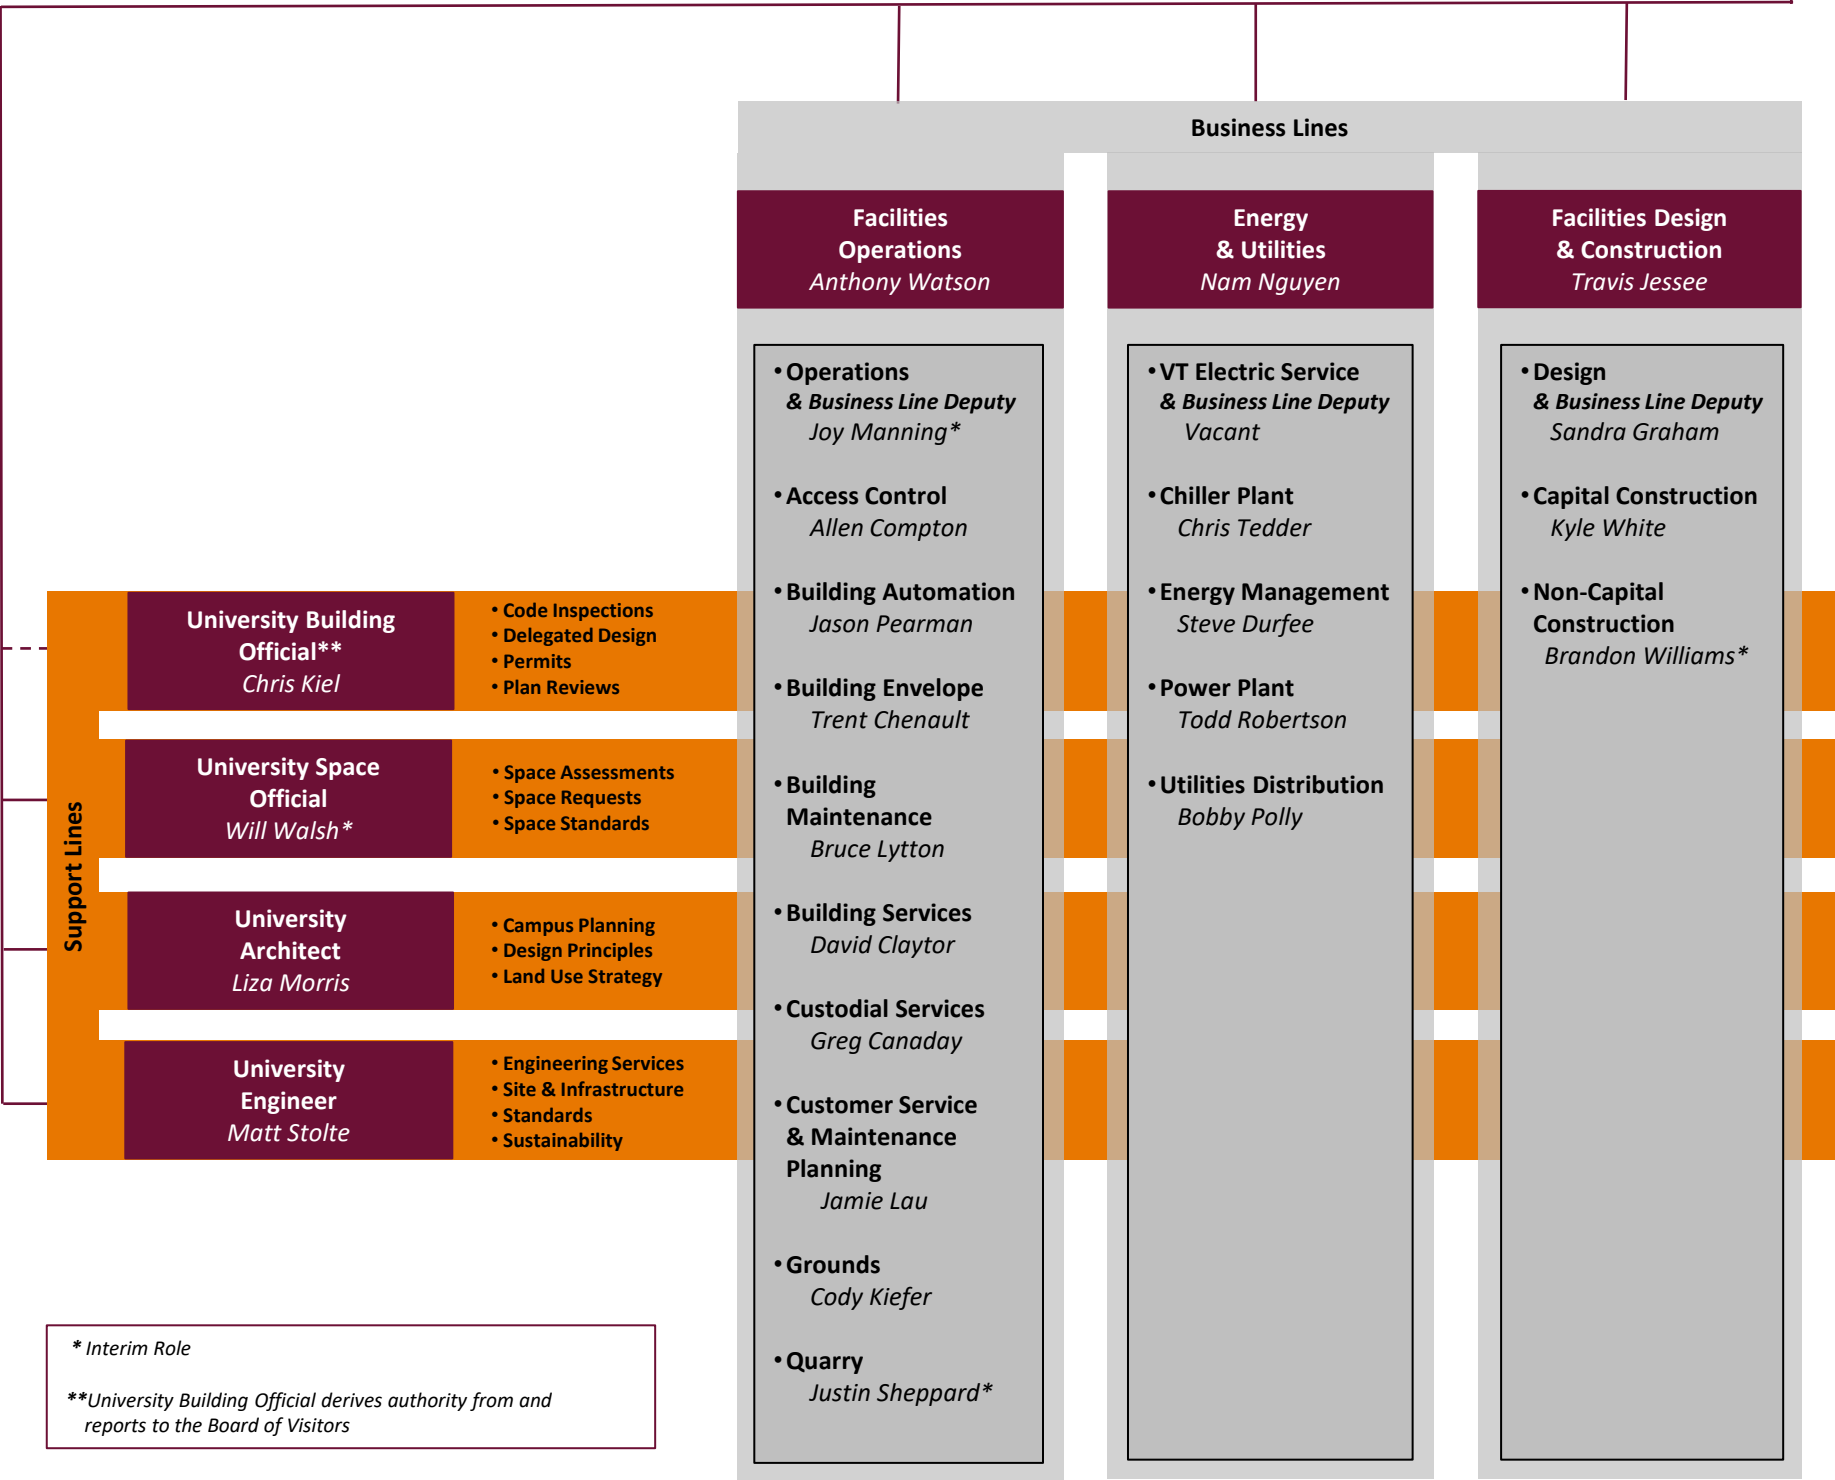 Business Lines
Facilities
Operations
Anthony Watson
Energy
& Utilities
Nam Nguyen
Facilities Design
& Construction
Travis Jessee
• Operations
& Business Line Deputy
Joy Manning*
• Access Control
Allen Compton
• Building Automation
Jason Pearman
• Building Envelope
Trent Chenault
• Building
Maintenance
Bruce Lytton
• Building Services
David Claytor
• Custodial Services
Greg Canaday
• Customer Service
& Maintenance
Planning
Jamie Lau
• Grounds
Cody Kiefer
• Quarry
Justin Sheppard*
• VT Electric Service
& Business Line Deputy
Vacant
• Chiller Plant
Chris Tedder
• Energy Management
Steve Durfee
• Power Plant
Todd Robertson
• Utilities Distribution
Bobby Polly
• Design
& Business Line Deputy
Sandra Graham
• Capital Construction
Kyle White
• Non-Capital
Construction
Brandon Williams*
Support Lines
University Building
Official**
Chris Kiel
• Code Inspections
• Delegated Design
• Permits
• Plan Reviews
University Space
Official
Will Walsh*
• Space Assessments
• Space Requests
• Space Standards
University
Architect
Liza Morris
• Campus Planning
• Design Principles
• Land Use Strategy
University
Engineer
Matt Stolte
• Engineering Services
• Site & Infrastructure
• Standards
• Sustainability
* Interim Role
**University Building Official derives authority from and
reports to the Board of Visitors